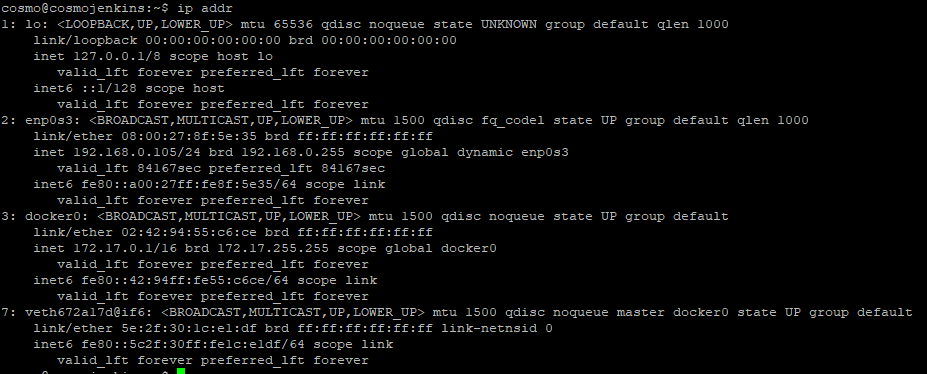 cosmo@cosmojenkins:~$ ip addr
1: lo: <LOOPBACK,UP,LOWER_UP> mtu 65536 qdisc noqueue state UNKNOWN group default qlen 1000
    link/loopback 00:00:00:00:00:00 brd 00:00:00:00:00:00
    inet 127.0.0.1/8 scope host lo
       valid_lft forever preferred_lft forever
    inet6 ::1/128 scope host
       valid_lft forever preferred_lft forever
2: enp0s3: <BROADCAST,MULTICAST,UP,LOWER_UP> mtu 1500 qdisc fq_codel state UP group default qlen 1000
    link/ether 08:00:27:8f:5e:35 brd ff:ff:ff:ff:ff:ff
    inet 192.168.0.105/24 brd 192.168.0.255 scope global dynamic enp0s3
       valid_lft 84167sec preferred_lft 84167sec
    inet6 fe80::a00:27ff:fe8f:5e35/64 scope link
       valid_lft forever preferred_lft forever
3: docker0: <BROADCAST,MULTICAST,UP,LOWER_UP> mtu 1500 qdisc noqueue state UP group default
    link/ether 02:42:94:55:c6:ce brd ff:ff:ff:ff:ff:ff
    inet 172.17.0.1/16 brd 172.17.255.255 scope global docker0
       valid_lft forever preferred_lft forever
    inet6 fe80::42:94ff:fe55:c6ce/64 scope link
       valid_lft forever preferred_lft forever
7: veth672a17d@if6: <BROADCAST,MULTICAST,UP,LOWER_UP> mtu 1500 qdisc noqueue master docker0 state UP group default
    link/ether 5e:2f:30:1c:e1:df brd ff:ff:ff:ff:ff:ff link-netnsid 0
    inet6 fe80::5c2f:30ff:fe1c:e1df/64 scope link
       valid_lft forever preferred_lft forever